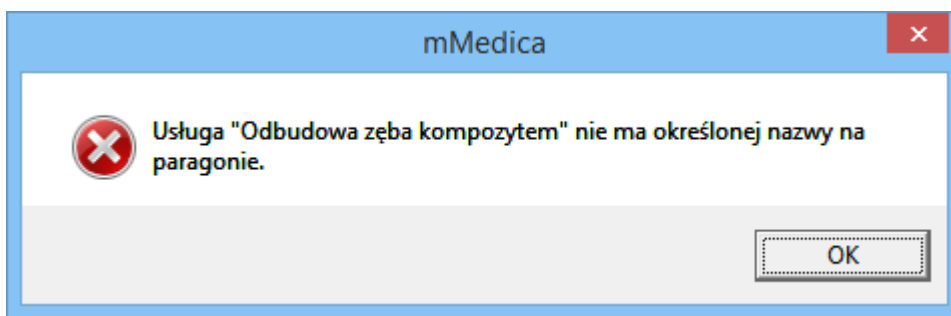 mMedica
Usługa "Odbudowa zęba kompozytem" nie ma określonej nazwy na
paragonie.
OK